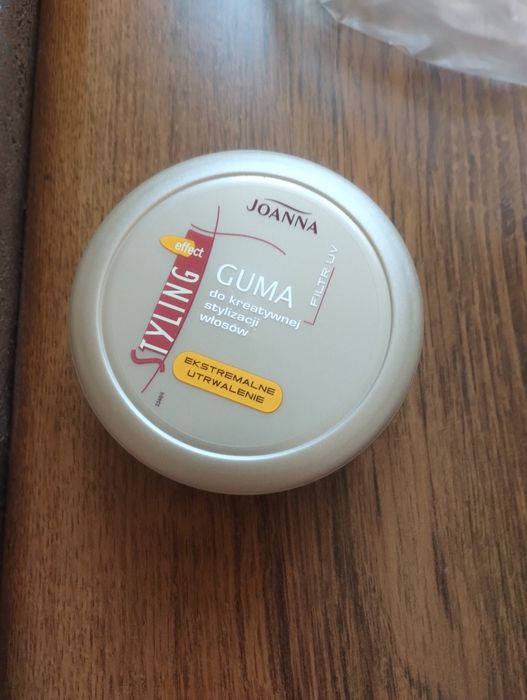 JOANNA
STYLING
effect
GUMA
do kreatywnej
stylizacji
włosów
FILTR UV
EKSTREMALNE
UTRWALENIE